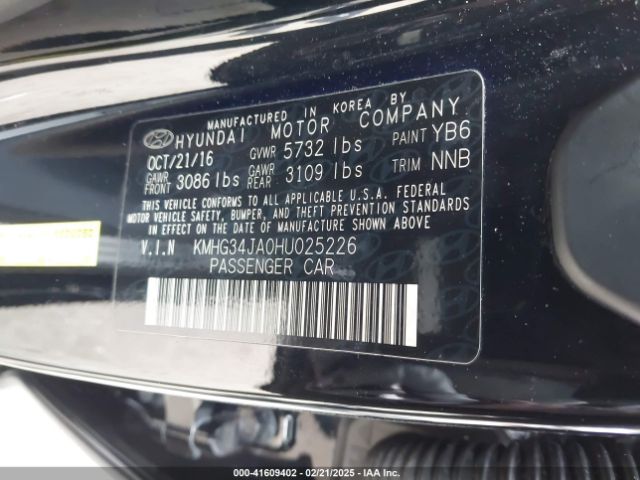 MANUFACTURED IN KOREA BY
HYUNDAI MOTOR COMPANY
OCT/21/16 GVWR 5732 lbs PAINT YB6
GAWR FRONT 3086 lbs GAWR REAR 3109 lbs TRIM NNB
THIS VEHICLE CONFORMS TO ALL APPLICABLE U.S.A. FEDERAL
MOTOR VEHICLE SAFETY, BUMPER, AND THEFT PREVENTION STANDARDS
IN EFFECT ON THE DATE OF MANUFACTURE SHOWN ABOVE.
V.I.N KMHG34JA0HU025226
PASSENGER CAR
000-41609402 - 02/21/2025 - IAA Inc.